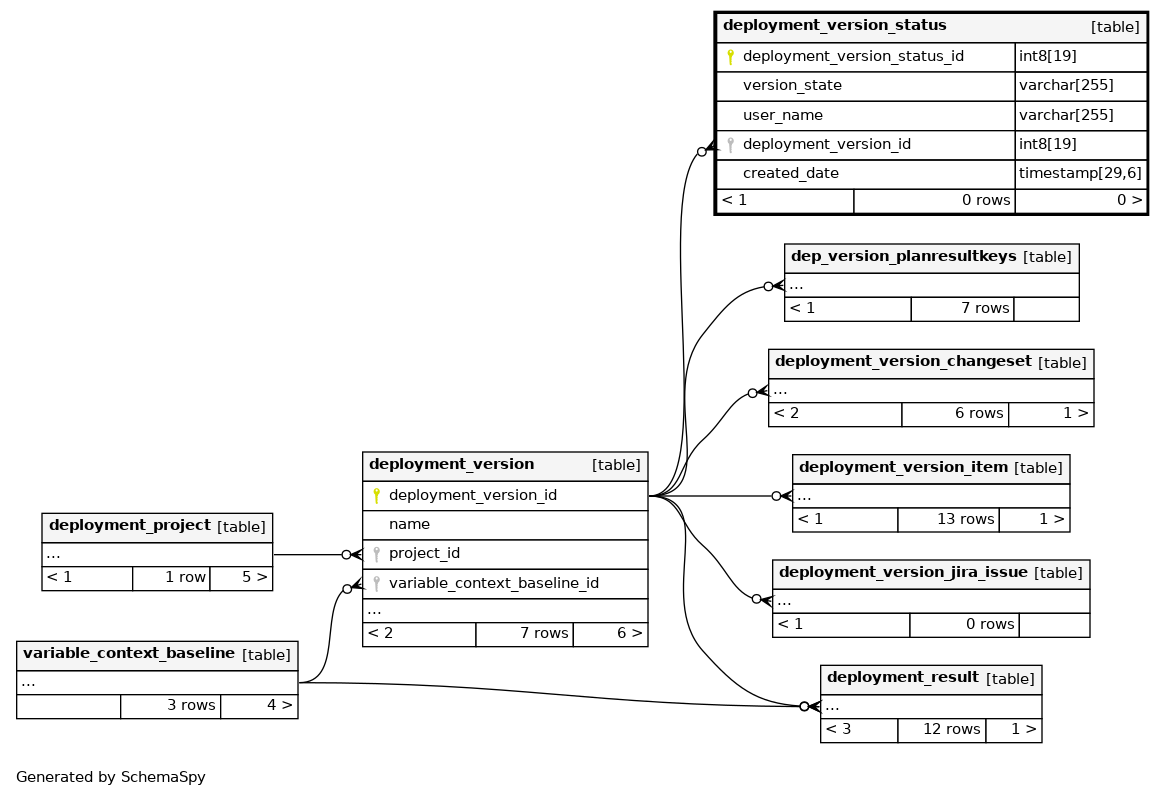 deployment_version_status [table]
deployment_version_status_id int8[19]
version_state varchar[255]
user_name varchar[255]
deployment_version_id int8[19]
created_date timestamp[29,6]
< 1 0 rows 0 >
dep_version_planresultkeys [table]
...
< 1 7 rows
deployment_version_changeset [table]
...
< 2 6 rows 1 >
deployment_version [table]
deployment_version_id
name
project_id
variable_context_baseline_id
...
< 2 7 rows 6 >
deployment_version_item [table]
...
< 1 13 rows 1 >
deployment_project [table]
...
< 1 1 row 5 >
deployment_version_jira_issue [table]
...
< 1 0 rows
variable_context_baseline [table]
...
3 rows 4 >
deployment_result [table]
...
< 3 12 rows 1 >
Generated by SchemaSpy